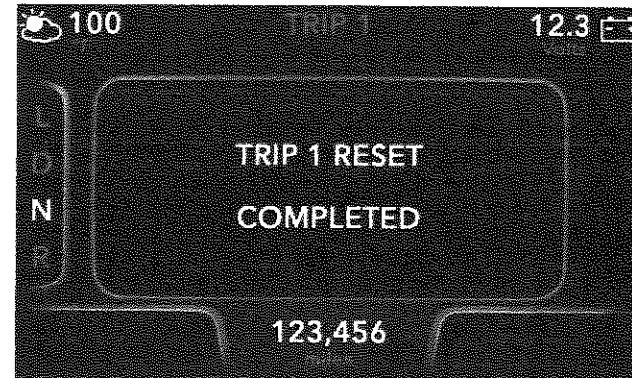 100
TRIP 1
12.3
L
D
N
R
TRIP 1 RESET
COMPLETED
123,456